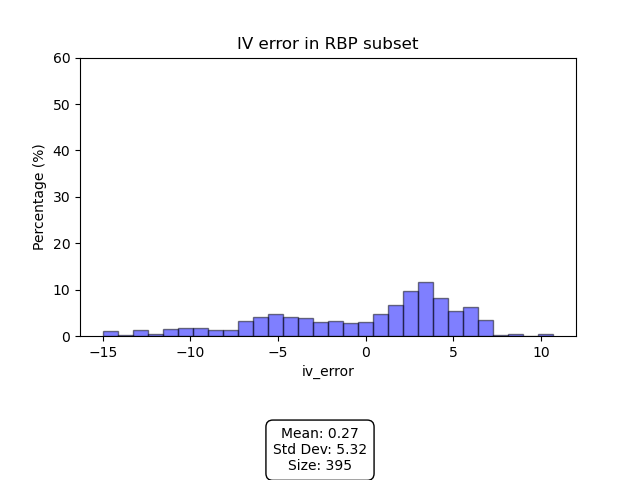 IV error in RBP subset
60
50
40
30
20
10
0
Percentage (%)
−15 −10 −5 0 5 10
iv_error
Mean: 0.27
Std Dev: 5.32
Size: 395